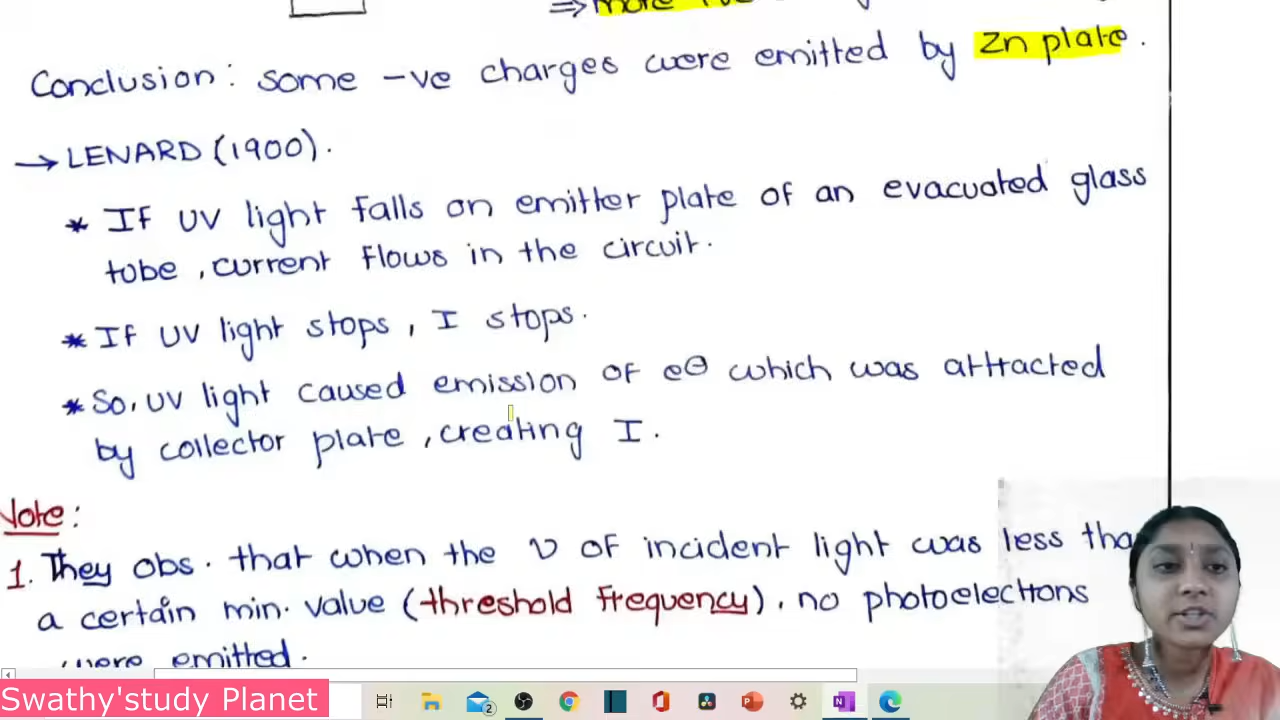 ⇒ more
Conclusion: some -ve charges were emitted by Zn plate.
→ LENARD (1900).
* If UV light falls on emitter plate of an evacuated glass
tube, current flows in the circuit.
* If UV light stops, I stops.
* So, UV light caused emission of e⊖ which was attracted
by collector plate, creating I.
Note:
1. They obs. that when the ν of incident light was less tha
a certain min. value (threshold frequency), no photoelectrons
were emitted.
Swathy'study Planet
2